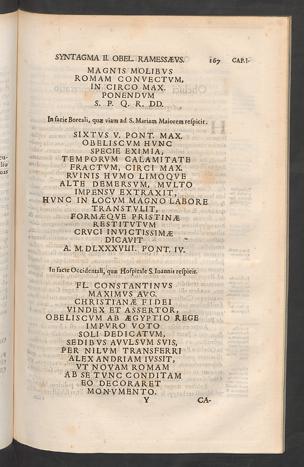 SYNTAGMA II. OBEL. RAMESSÆVS. 167 CAP.I.
MAGNIS MOLIBVS
ROMAM CONVECTVM,
IN CIRCO MAX.
PONENDVM
S. P. Q. R. DD.
In facie Boreali, quæ viam ad S. Mariam Maiorem respicit.
SIXTVS V. PONT. MAX.
OBELISCVM HVNC
SPECIE EXIMIA,
TEMPORVM CALAMITATE
FRACTVM, CIRCI MAX.
RVINIS HVMO LIMOQVE
ALTE DEMERSVM, MVLTO
IMPENSV EXTRAXIT,
HVNC IN LOCVM MAGNO LABORE
TRANSTVLIT,
FORMÆQVE PRISTINÆ
RESTITVTVM
CRVCI INVICTISSIMÆ
DICAVIT
A. M. DLXXXVIII. PONT. IV.
In facie Occidentali, quæ Hospitale S. Ioannis respicit.
FL. CONSTANTINVS
MAXIMVS AVG.
CHRISTIANÆ FIDEI
VINDEX ET ASSERTOR,
OBELISCVM AB ÆGYPTIO REGE
IMPVRO VOTO
SOLI DEDICATVM,
SEDIBVS AVVLSVM SVIS,
PER NILVM TRANSFERRI
ALEXANDRIAM IVSSIT,
VT NOVAM ROMAM
AB SE TVNC CONDITAM
EO DECORARET
MONVMENTO.
Y CA-